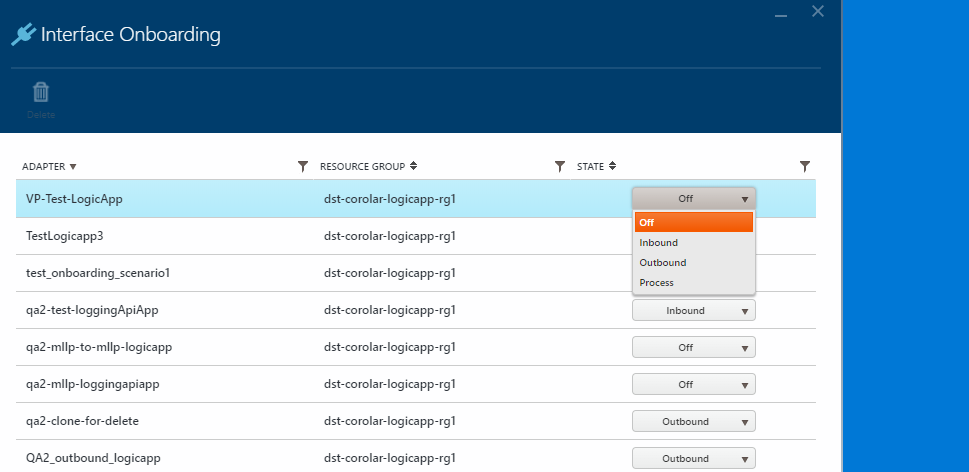 Interface Onboarding
Delete
ADAPTER RESOURCE GROUP STATE
VP-Test-LogicApp dst-corolar-logicapp-rg1 Off
Off
TestLogicapp3 dst-corolar-logicapp-rg1
Inbound
Outbound
test_onboarding_scenario1 dst-corolar-logicapp-rg1
Process
qa2-test-loggingApiApp dst-corolar-logicapp-rg1 Inbound
qa2-mllp-to-mllp-logicapp dst-corolar-logicapp-rg1 Off
qa2-mllp-loggingapiapp dst-corolar-logicapp-rg1 Off
qa2-clone-for-delete dst-corolar-logicapp-rg1 Outbound
QA2_outbound_logicapp dst-corolar-logicapp-rg1 Outbound